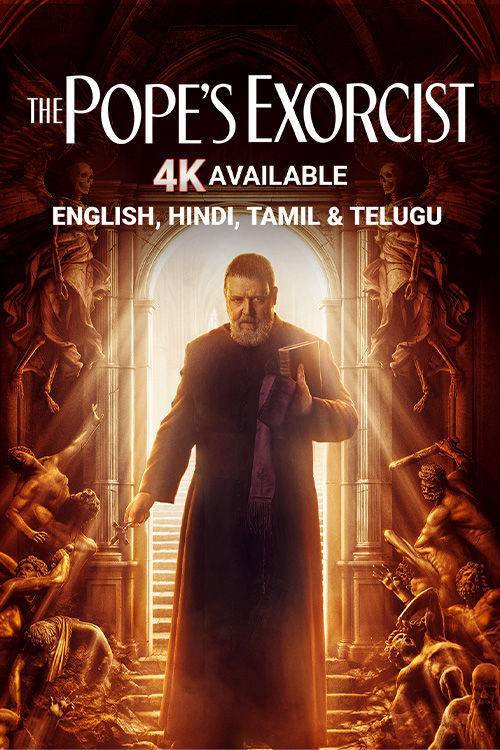 THE POPE'S EXORCIST
4K AVAILABLE
ENGLISH, HINDI, TAMIL & TELUGU